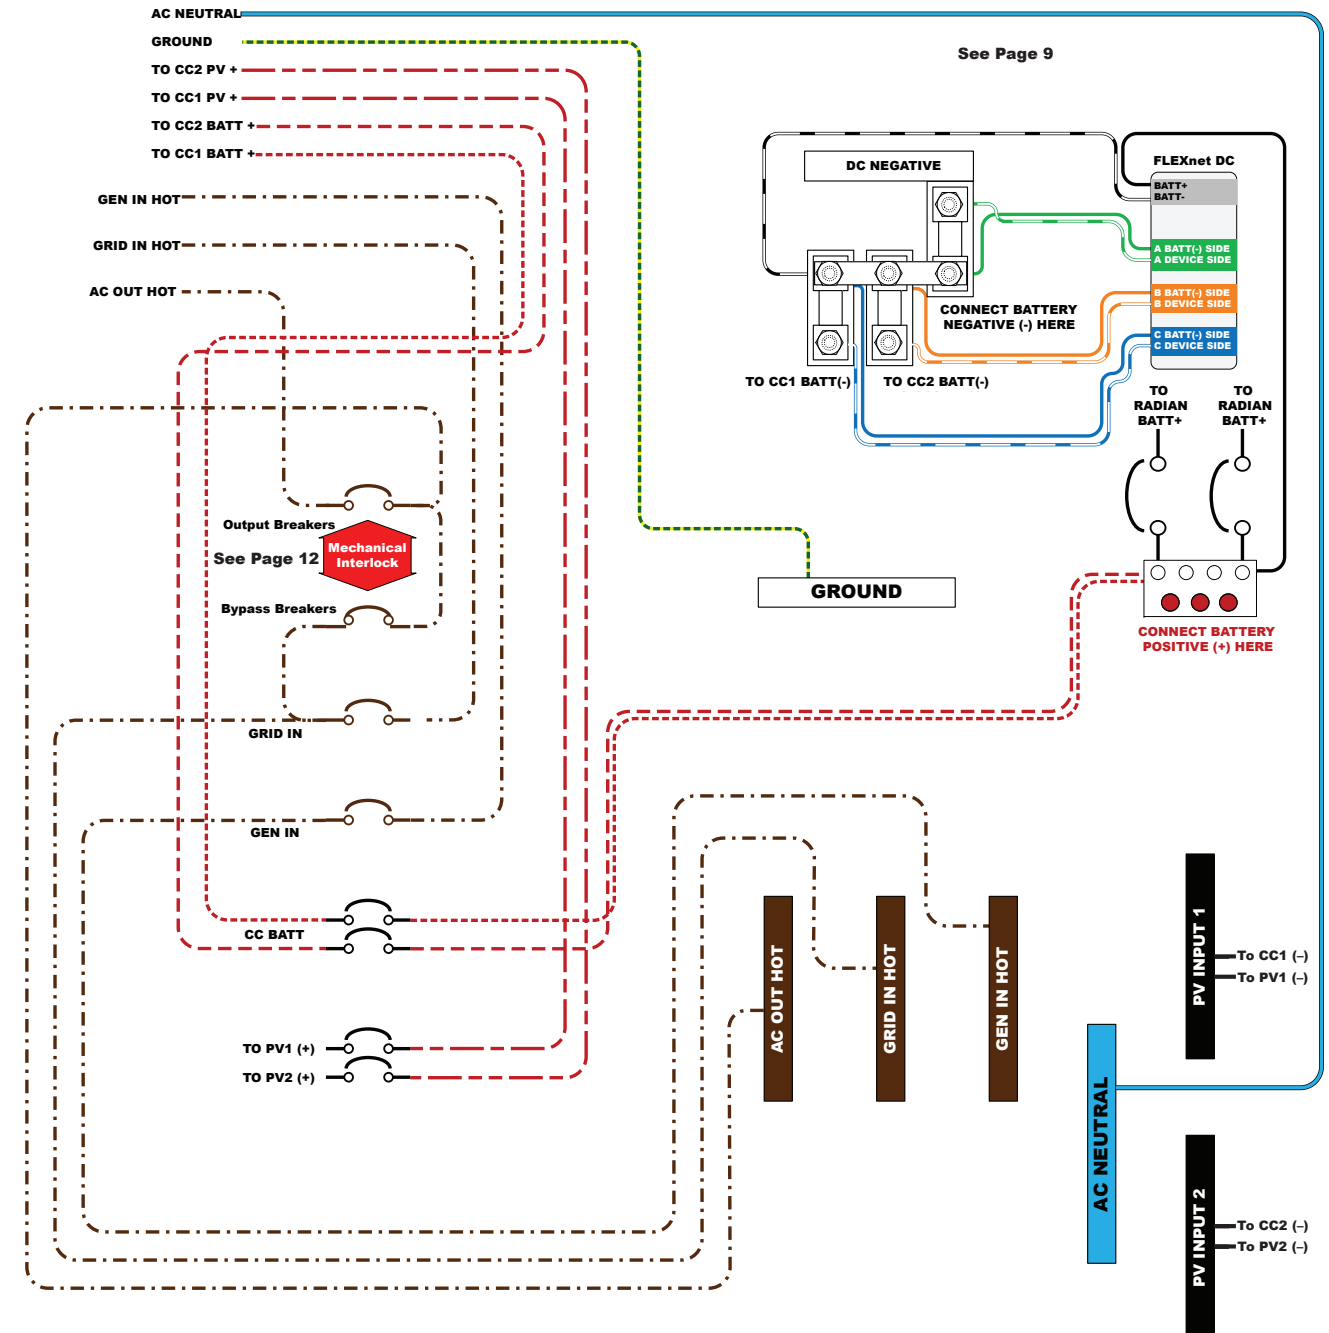 AC NEUTRAL
GROUND
TO CC2 PV +
TO CC1 PV +
TO CC2 BATT +
TO CC1 BATT +
GEN IN HOT
GRID IN HOT
AC OUT HOT
See Page 9
DC NEGATIVE
FLEXnet DC
BATT+
BATT-
A BATT(-) SIDE
A DEVICE SIDE
B BATT(-) SIDE
B DEVICE SIDE
C BATT(-) SIDE
C DEVICE SIDE
CONNECT BATTERY
NEGATIVE (-) HERE
TO CC1 BATT(-)
TO CC2 BATT(-)
TO
RADIAN
BATT+
TO
RADIAN
BATT+
Output Breakers
See Page 12
Mechanical
Interlock
Bypass Breakers
GROUND
CONNECT BATTERY
POSITIVE (+) HERE
GRID IN
GEN IN
CC BATT
TO PV1 (+)
TO PV2 (+)
AC OUT HOT
GRID IN HOT
GEN IN HOT
AC NEUTRAL
PV INPUT 1
To CC1 (–)
To PV1 (–)
PV INPUT 2
To CC2 (–)
To PV2 (–)